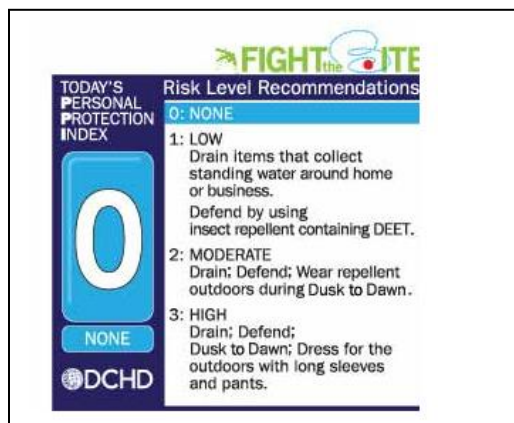 FIGHT the BITE
TODAY'S
PERSONAL
PROTECTION
INDEX
0
NONE
DCHD
Risk Level Recommendations
0: NONE
1: LOW
Drain items that collect
standing water around home
or business.
Defend by using
insect repellent containing DEET.
2: MODERATE
Drain; Defend; Wear repellent
outdoors during Dusk to Dawn.
3: HIGH
Drain; Defend;
Dusk to Dawn; Dress for the
outdoors with long sleeves
and pants.